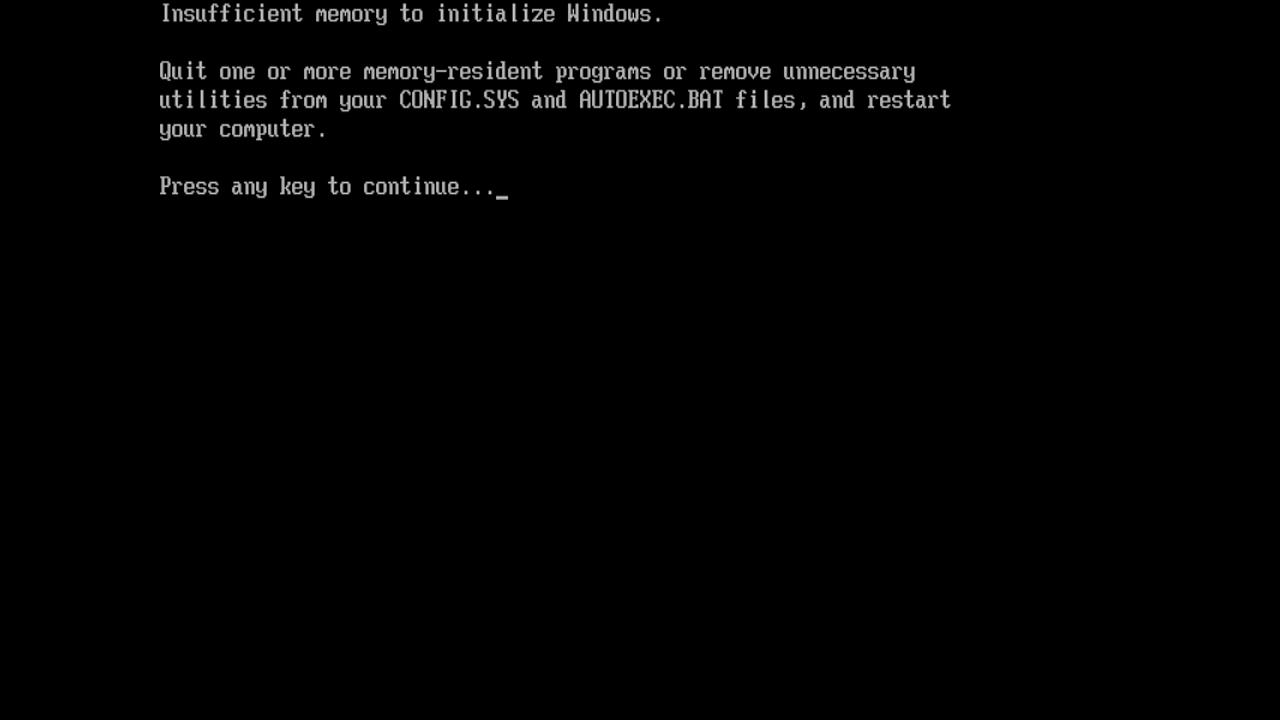 Insufficient memory to initialize Windows.
Quit one or more memory-resident programs or remove unnecessary
utilities from your CONFIG.SYS and AUTOEXEC.BAT files, and restart
your computer.
Press any key to continue..._